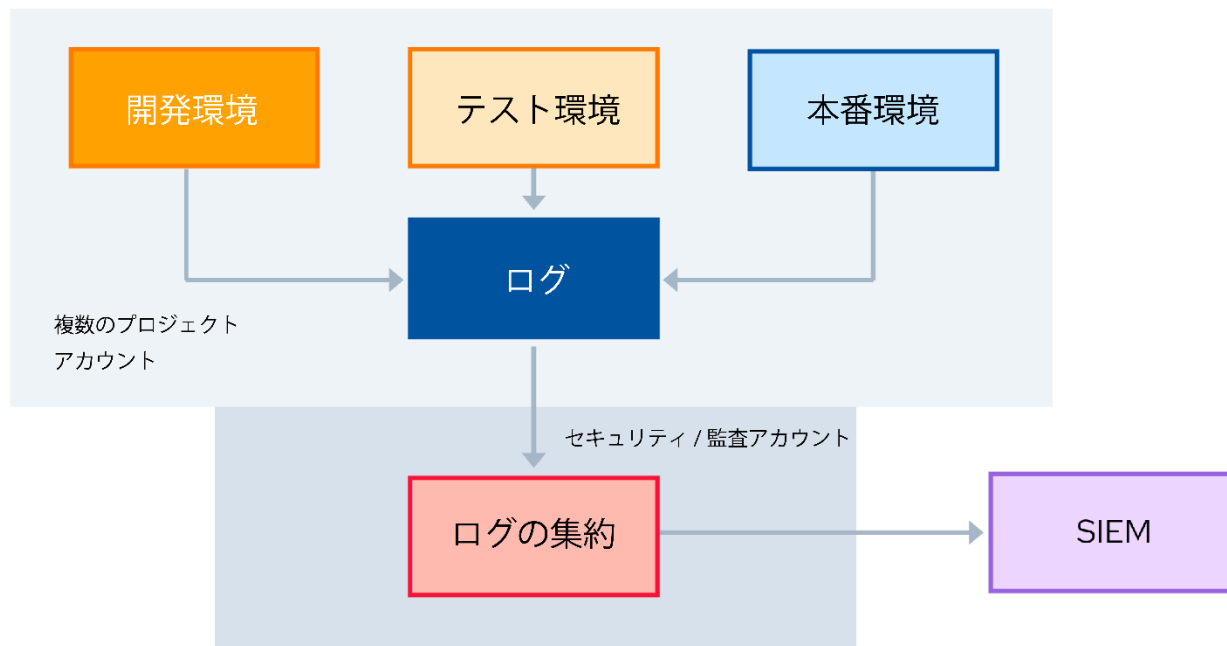 開発環境
テスト環境
本番環境
ログ
複数のプロジェクト
アカウント
セキュリティ / 監査アカウント
ログの集約
SIEM